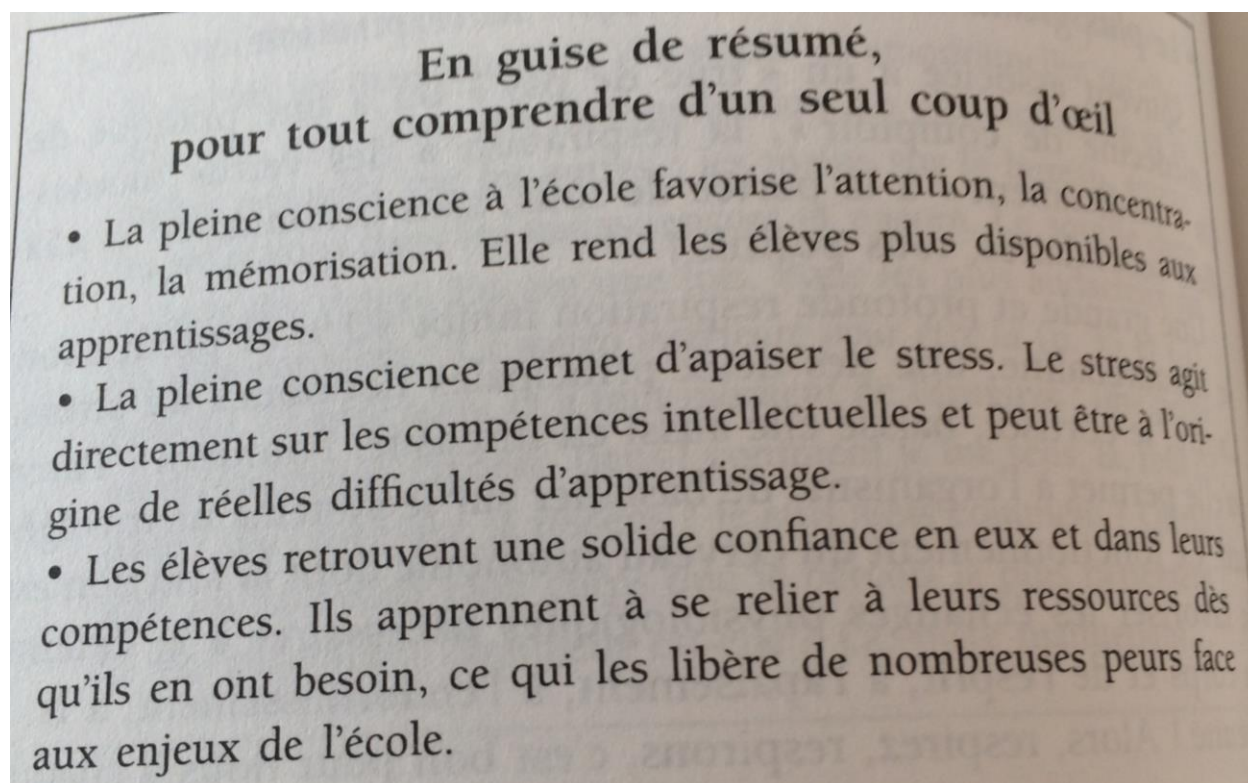 En guise de résumé,
pour tout comprendre d'un seul coup d'œil
• La pleine conscience à l'école favorise l'attention, la concentra-
tion, la mémorisation. Elle rend les élèves plus disponibles aux
apprentissages.
• La pleine conscience permet d'apaiser le stress. Le stress agit
directement sur les compétences intellectuelles et peut être à l'ori-
gine de réelles difficultés d'apprentissage.
• Les élèves retrouvent une solide confiance en eux et dans leurs
compétences. Ils apprennent à se relier à leurs ressources dès
qu'ils en ont besoin, ce qui les libère de nombreuses peurs face
aux enjeux de l'école.